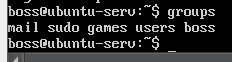 boss@ubuntu-serv:~$ groups
mail sudo games users boss
boss@ubuntu-serv:~$ _